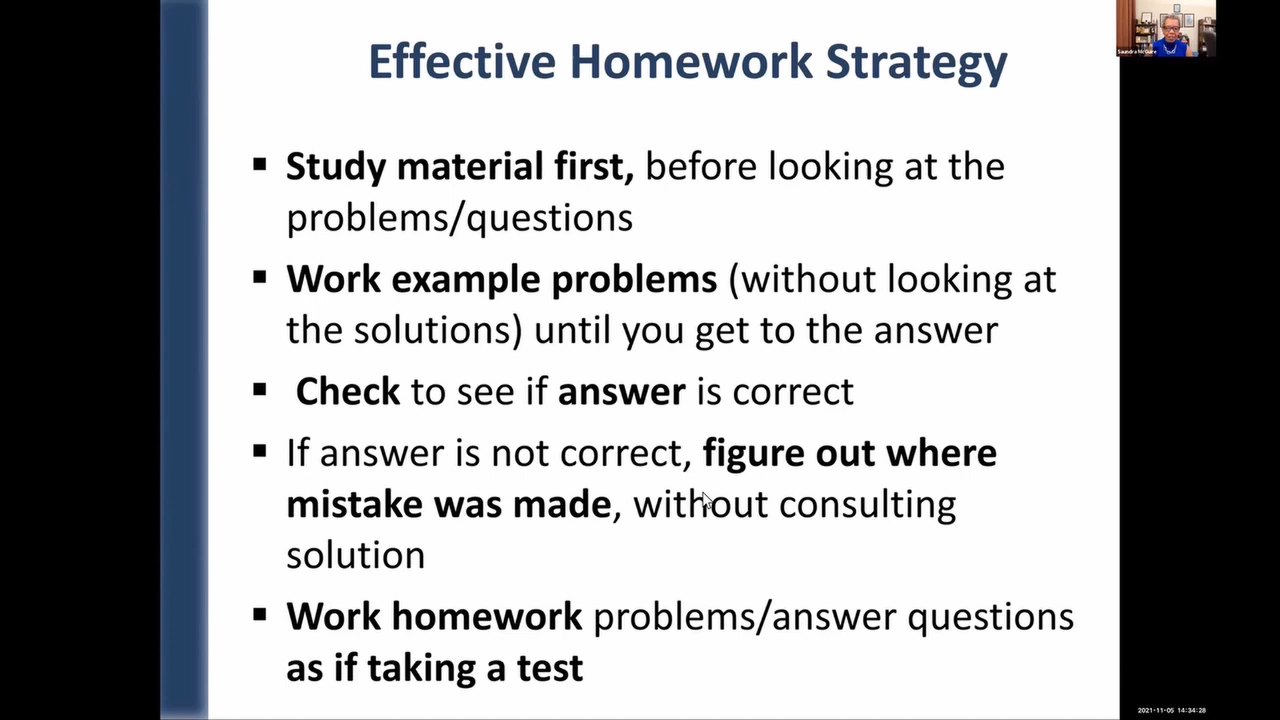 Effective Homework Strategy
▪ Study material first, before looking at the
problems/questions
▪ Work example problems (without looking at
the solutions) until you get to the answer
▪ Check to see if answer is correct
▪ If answer is not correct, figure out where
mistake was made, without consulting
solution
▪ Work homework problems/answer questions
as if taking a test
Saundra McGuire
2021-11-05 14:34:28